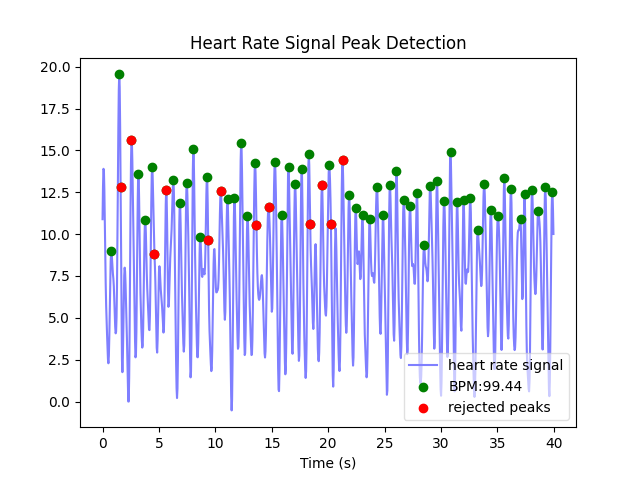 Heart Rate Signal Peak Detection
20.0
17.5
15.0
12.5
10.0
7.5
5.0
2.5
0.0
heart rate signal
BPM:99.44
rejected peaks
0 5 10 15 20 25 30 35 40
Time (s)